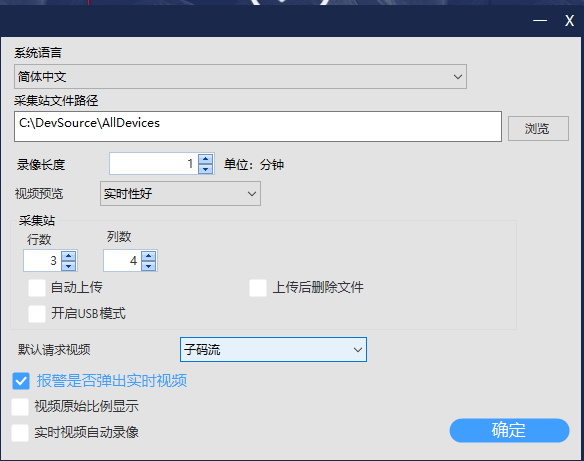 系统语言
简体中文
采集站文件路径
C:\DevSource\AllDevices
浏览
录像长度 1 单位：分钟
视频预览 实时性好
采集站
行数 列数
3 4
自动上传 上传后删除文件
开启USB模式
默认请求视频 子码流
报警是否弹出实时视频
视频原始比例显示
实时视频自动录像
确定